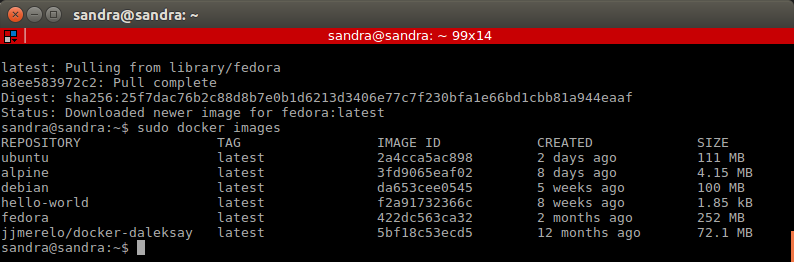 sandra@sandra: ~
sandra@sandra: ~ 99x14
latest: Pulling from library/fedora
a8ee583972c2: Pull complete
Digest: sha256:25f7dac76b2c88d8b7e0b1d6213d3406e77c7f230bfa1e66bd1cbb81a944eaaf
Status: Downloaded newer image for fedora:latest
sandra@sandra:~$ sudo docker images
REPOSITORY TAG IMAGE ID CREATED SIZE
ubuntu latest 2a4cca5ac898 2 days ago 111 MB
alpine latest 3fd9065eaf02 8 days ago 4.15 MB
debian latest da653cee0545 5 weeks ago 100 MB
hello-world latest f2a91732366c 8 weeks ago 1.85 kB
fedora latest 422dc563ca32 2 months ago 252 MB
jjmerelo/docker-daleksay latest 5bf18c53ecd5 12 months ago 72.1 MB
sandra@sandra:~$